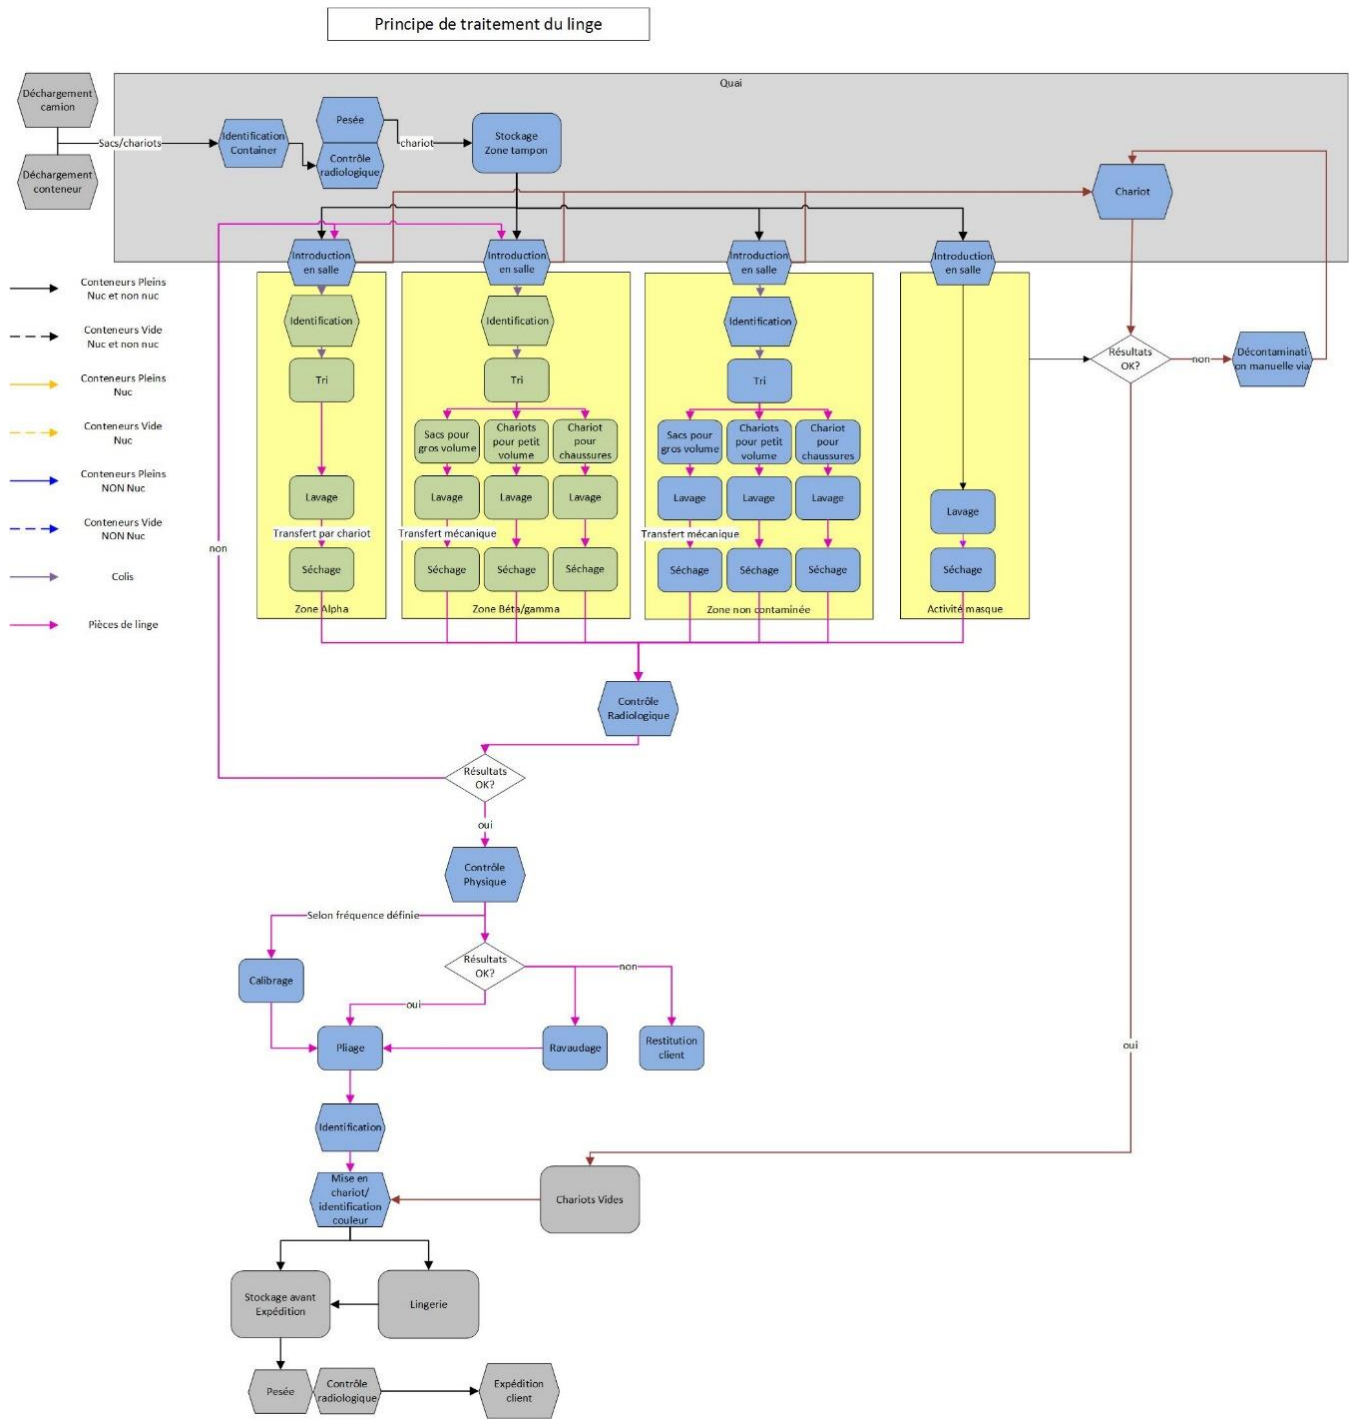 Principe de traitement du linge
Quai
Déchargement
camion
Sacs/chariots
Déchargement
conteneur
Identification
Container
Pesée
Contrôle
radiologique
chariot
Stockage
Zone tampon
Chariot
Introduction
en salle
Introduction
en salle
Introduction
en salle
Introduction
en salle
Conteneurs Pleins
Nuc et non nuc
Conteneurs Vide
Nuc et non nuc
Conteneurs Pleins
Nuc
Conteneurs Vide
Nuc
Conteneurs Pleins
NON Nuc
Conteneurs Vide
NON Nuc
Colis
Pièces de linge
Identification
Tri
Lavage
Transfert par chariot
Séchage
Zone Alpha
Identification
Tri
Sacs pour
gros volume
Chariots
pour petit
volume
Chariot
pour
chaussures
Lavage
Lavage
Lavage
Transfert mécanique
Séchage
Séchage
Séchage
Zone Béta/gamma
Identification
Tri
Sacs pour
gros volume
Chariots
pour petit
volume
Chariot
pour
chaussures
Lavage
Lavage
Lavage
Transfert mécanique
Séchage
Séchage
Séchage
Zone non contaminée
Lavage
Séchage
Activité masque
Résultats
OK?
non
Décontaminati
on manuelle via
non
Contrôle
Radiologique
Résultats
OK?
oui
Contrôle
Physique
Selon fréquence définie
Résultats
OK?
non
oui
Calibrage
Pliage
Ravaudage
Restitution
client
oui
Identification
Mise en
chariot/
identification
couleur
Chariots Vides
Stockage avant
Expédition
Lingerie
Pesée
Contrôle
radiologique
Expédition
client